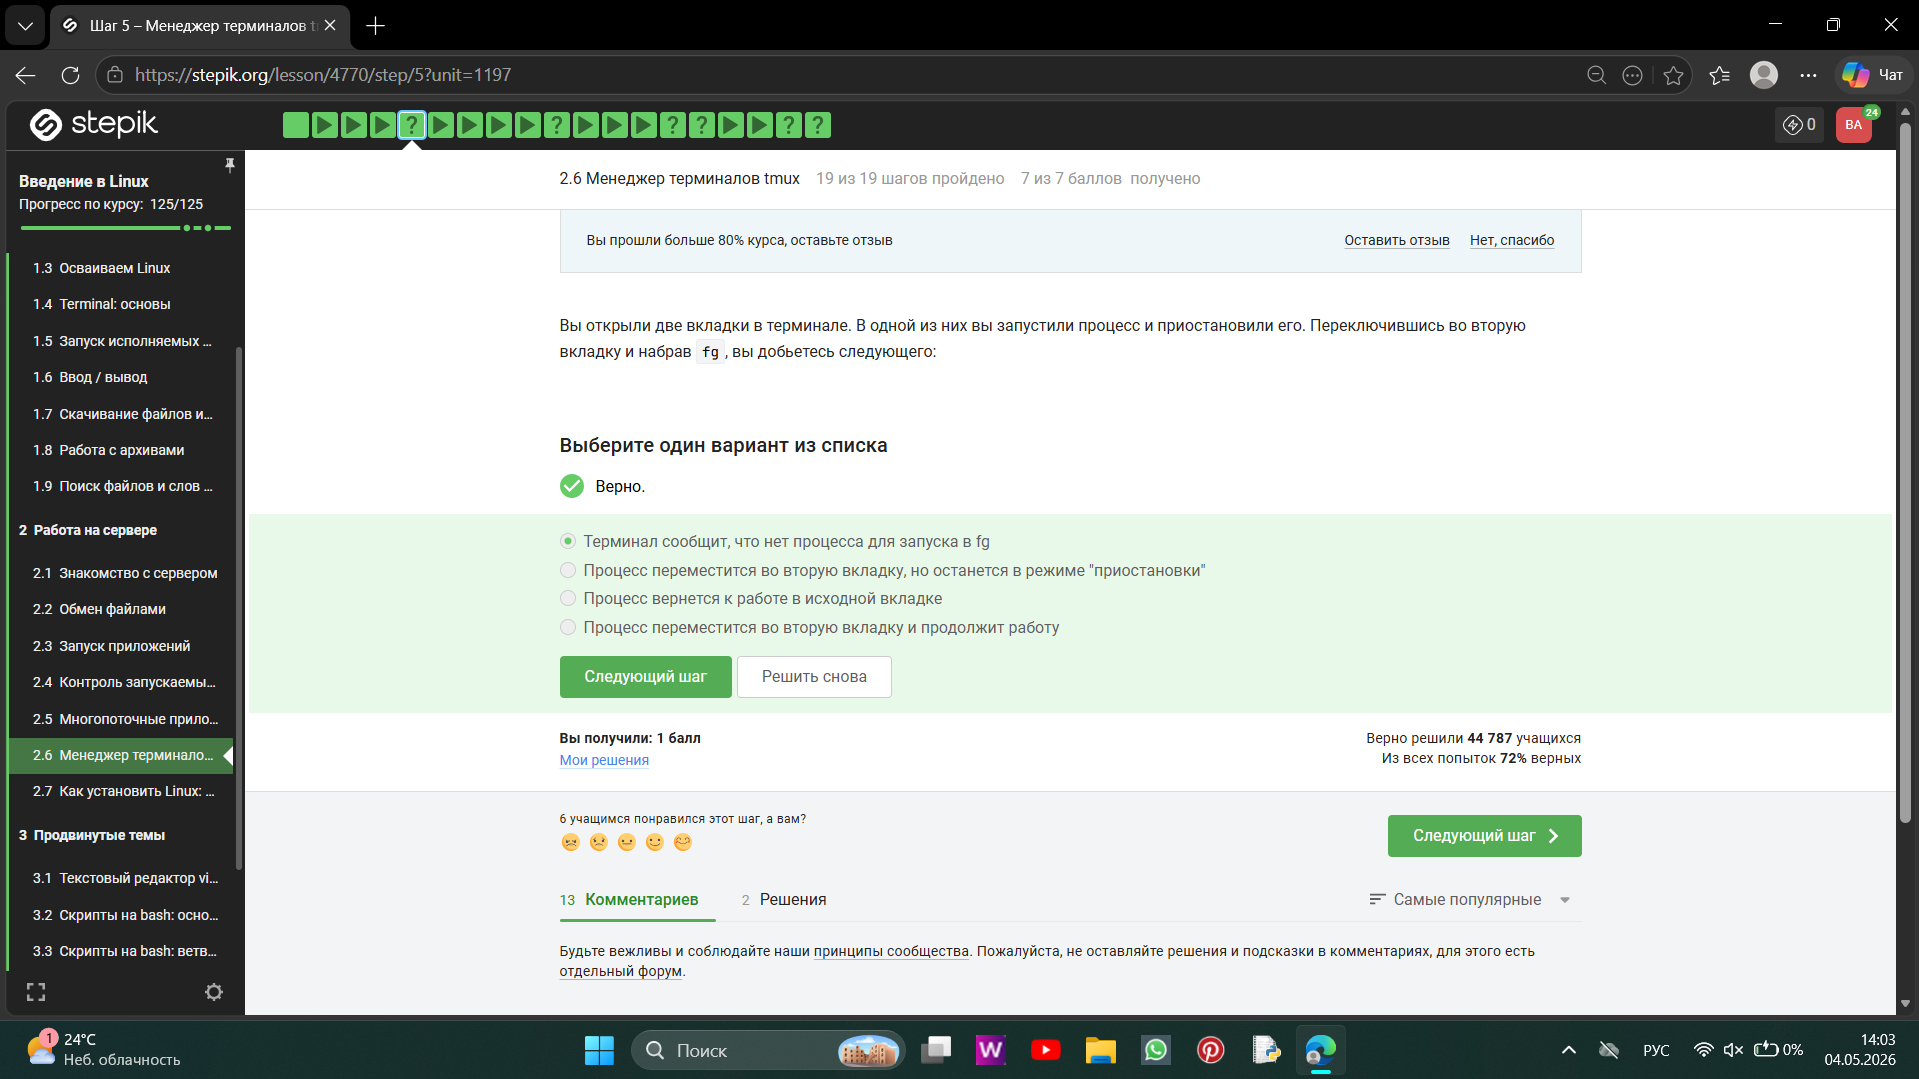 Шаг 5 – Менеджер терминалов t
https://stepik.org/lesson/4770/step/5?unit=1197
Чат
stepik
? ? ? ? ? ?
0
ВА
24
Введение в Linux
Прогресс по курсу: 125/125
1.3 Осваиваем Linux
1.4 Terminal: основы
1.5 Запуск исполняемых ...
1.6 Ввод / вывод
1.7 Скачивание файлов и...
1.8 Работа с архивами
1.9 Поиск файлов и слов ...
2 Работа на сервере
2.1 Знакомство с сервером
2.2 Обмен файлами
2.3 Запуск приложений
2.4 Контроль запускаемы...
2.5 Многопоточные прило...
2.6 Менеджер терминало...
2.7 Как установить Linux: ...
3 Продвинутые темы
3.1 Текстовый редактор vi...
3.2 Скрипты на bash: осно...
3.3 Скрипты на bash: ветв...
2.6 Менеджер терминалов tmux 19 из 19 шагов пройдено 7 из 7 баллов получено
Вы прошли больше 80% курса, оставьте отзыв
Оставить отзыв Нет, спасибо
Вы открыли две вкладки в терминале. В одной из них вы запустили процесс и приостановили его. Переключившись во вторую
вкладку и набрав fg , вы добьетесь следующего:
Выберите один вариант из списка
Верно.
Терминал сообщит, что нет процесса для запуска в fg
Процесс переместится во вторую вкладку, но останется в режиме "приостановки"
Процесс вернется к работе в исходной вкладке
Процесс переместится во вторую вкладку и продолжит работу
Следующий шаг
Решить снова
Вы получили: 1 балл
Мои решения
Верно решили 44 787 учащихся
Из всех попыток 72% верных
6 учащимся понравился этот шаг, а вам?
Следующий шаг
13 Комментариев
2 Решения
Самые популярные
Будьте вежливы и соблюдайте наши принципы сообщества. Пожалуйста, не оставляйте решения и подсказки в комментариях, для этого есть
отдельный форум.
1
24°C
Неб. облачность
Поиск
W
РУС
0%
14:03
04.05.2026